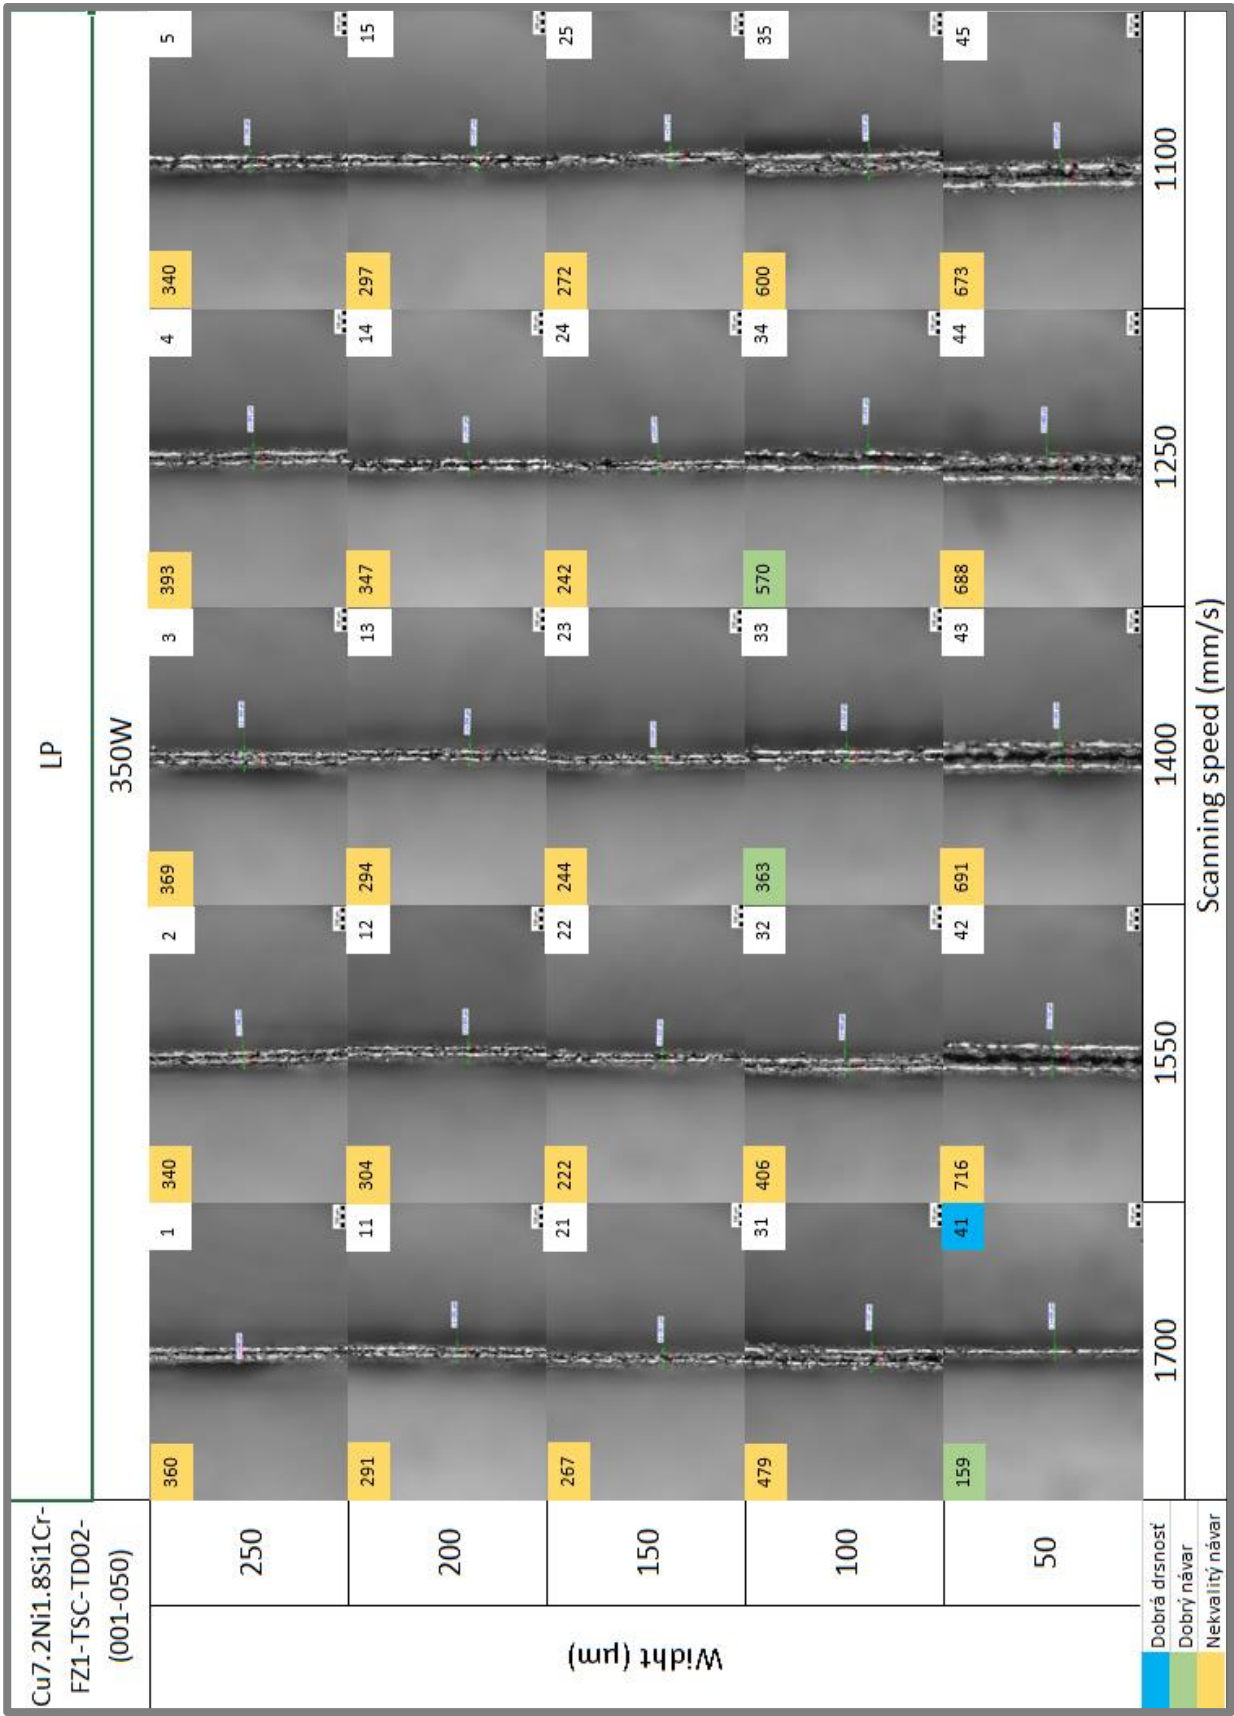 Cu7.2Ni1.8Si1Cr-
FZ1-TSC-TD02-
(001-050)
LP
350W
Widht (µm)
250
360 1 340 2 369 3 393 4 340 5
200
291 11 304 12 294 13 347 14 297 15
150
267 21 222 22 244 23 242 24 272 25
100
479 31 406 32 363 33 570 34 600 35
50
159 41 716 42 691 43 688 44 673 45
1700 1550 1400 1250 1100
Scanning speed (mm/s)
Dobrá drsnosť
Dobrý návar
Nekvalitý návar